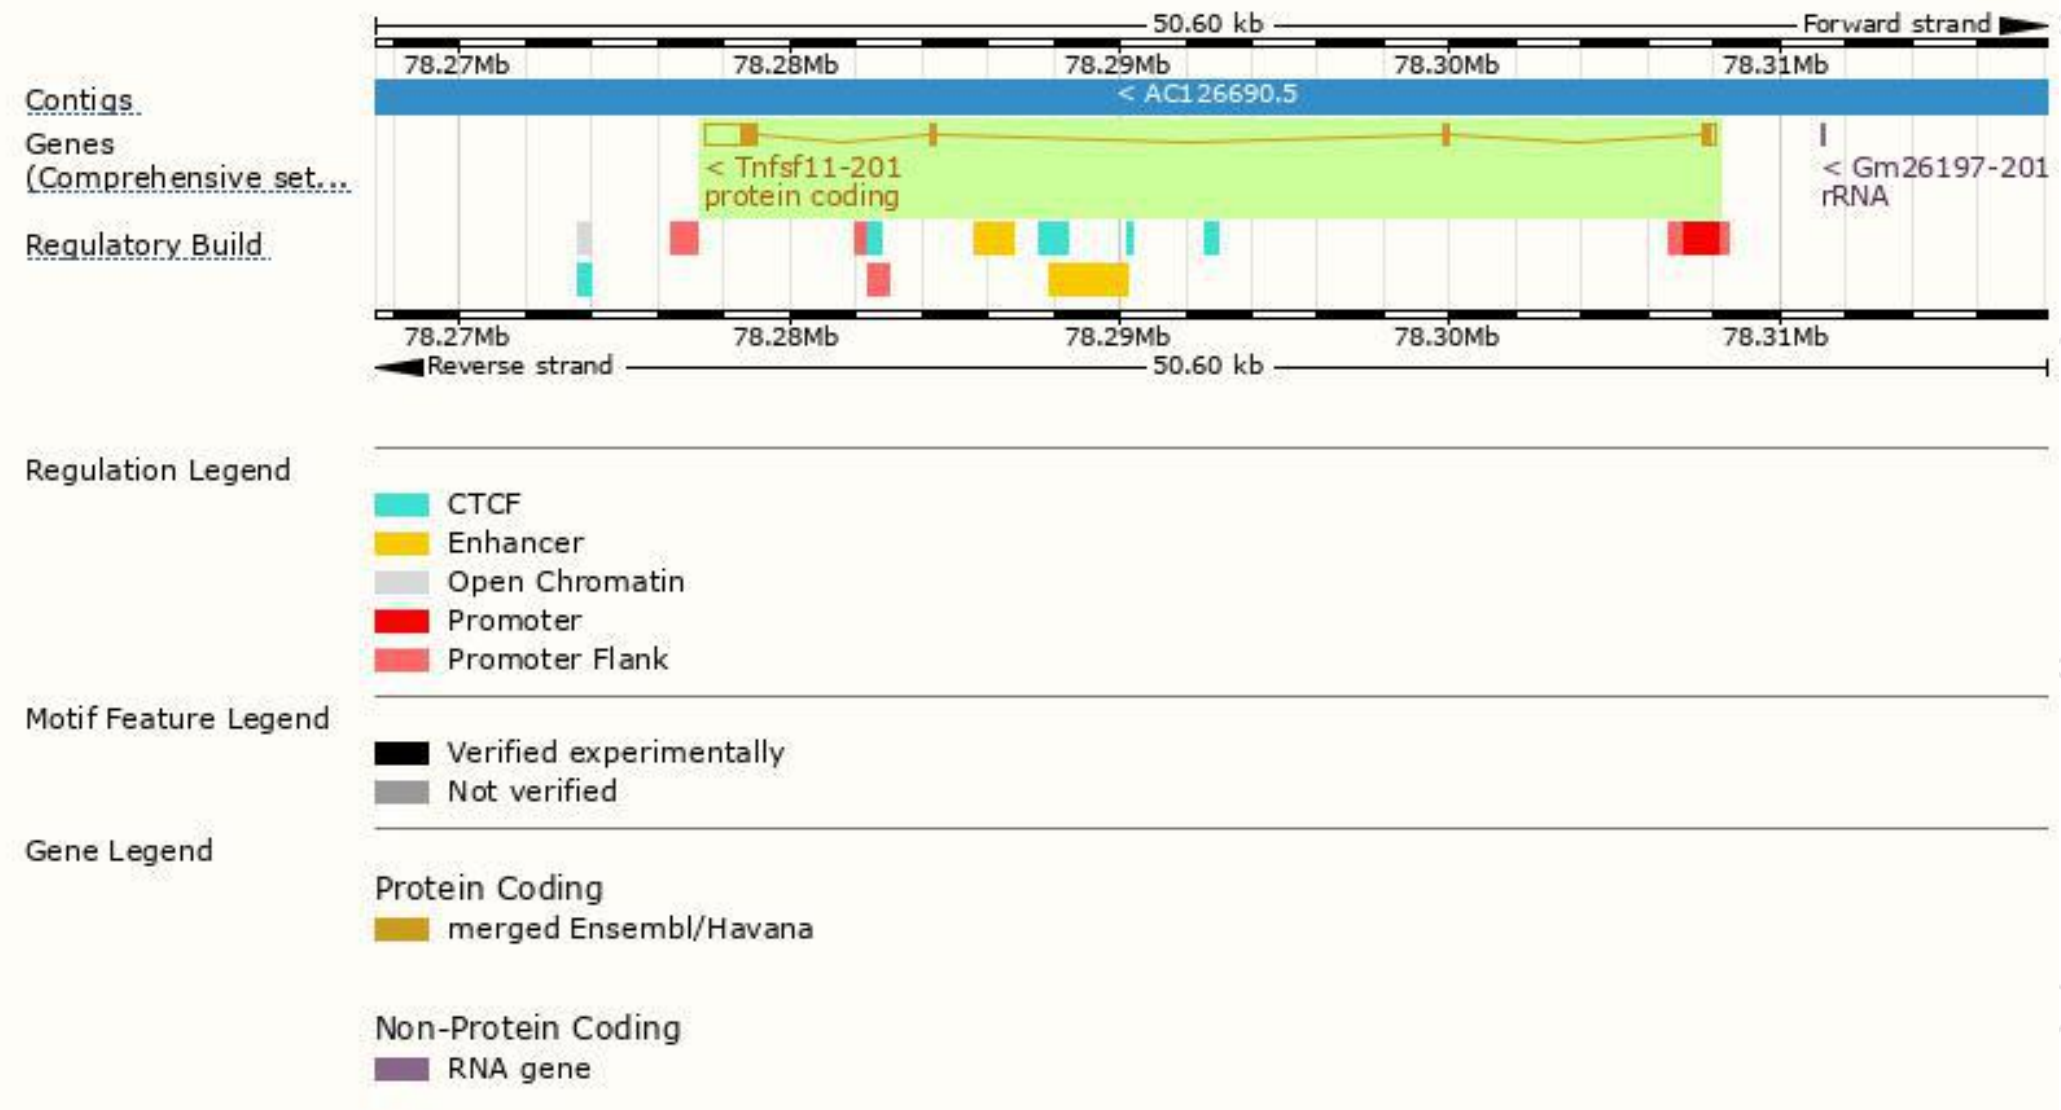 50.60 kb Forward strand
78.27Mb 78.28Mb 78.29Mb 78.30Mb 78.31Mb
Contigs < AC126690.5
Genes
(Comprehensive set...
< Tnfsf11-201
protein coding
< Gm26197-201
rRNA
Regulatory Build
78.27Mb 78.28Mb 78.29Mb 78.30Mb 78.31Mb
Reverse strand 50.60 kb
Regulation Legend
CTCF
Enhancer
Open Chromatin
Promoter
Promoter Flank
Motif Feature Legend
Verified experimentally
Not verified
Gene Legend
Protein Coding
merged Ensembl/Havana
Non-Protein Coding
RNA gene